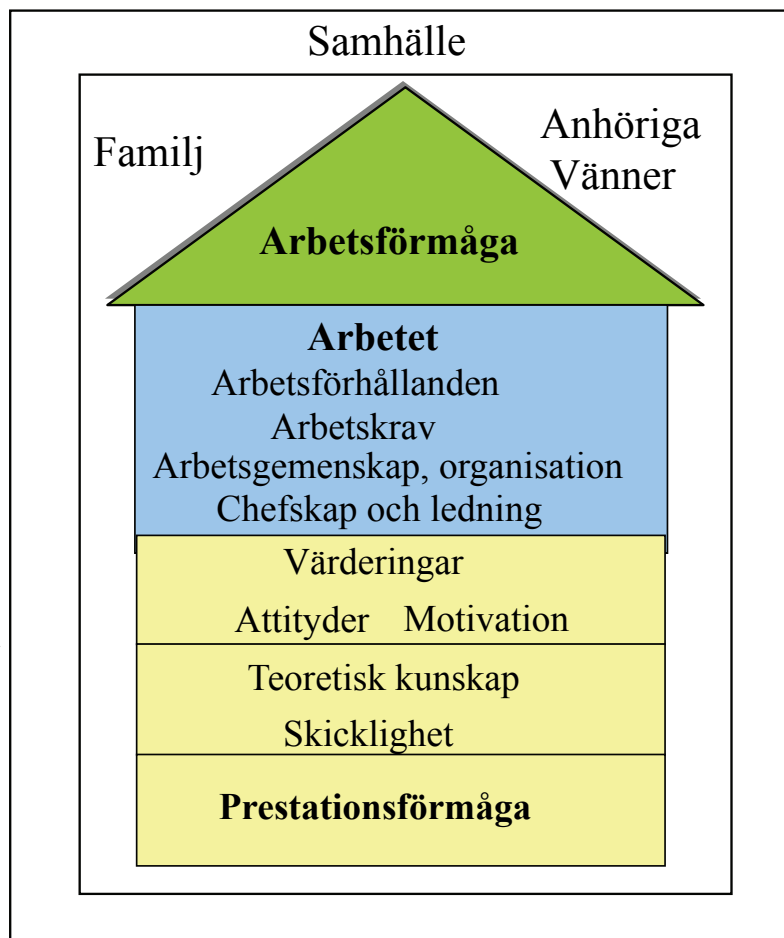 Samhälle
Familj
Anhöriga
Vänner
Arbetsförmåga
Arbetet
Arbetsförhållanden
Arbetskrav
Arbetsgemenskap, organisation
Chefskap och ledning
Värderingar
Attityder Motivation
Teoretisk kunskap
Skicklighet
Prestationsförmåga